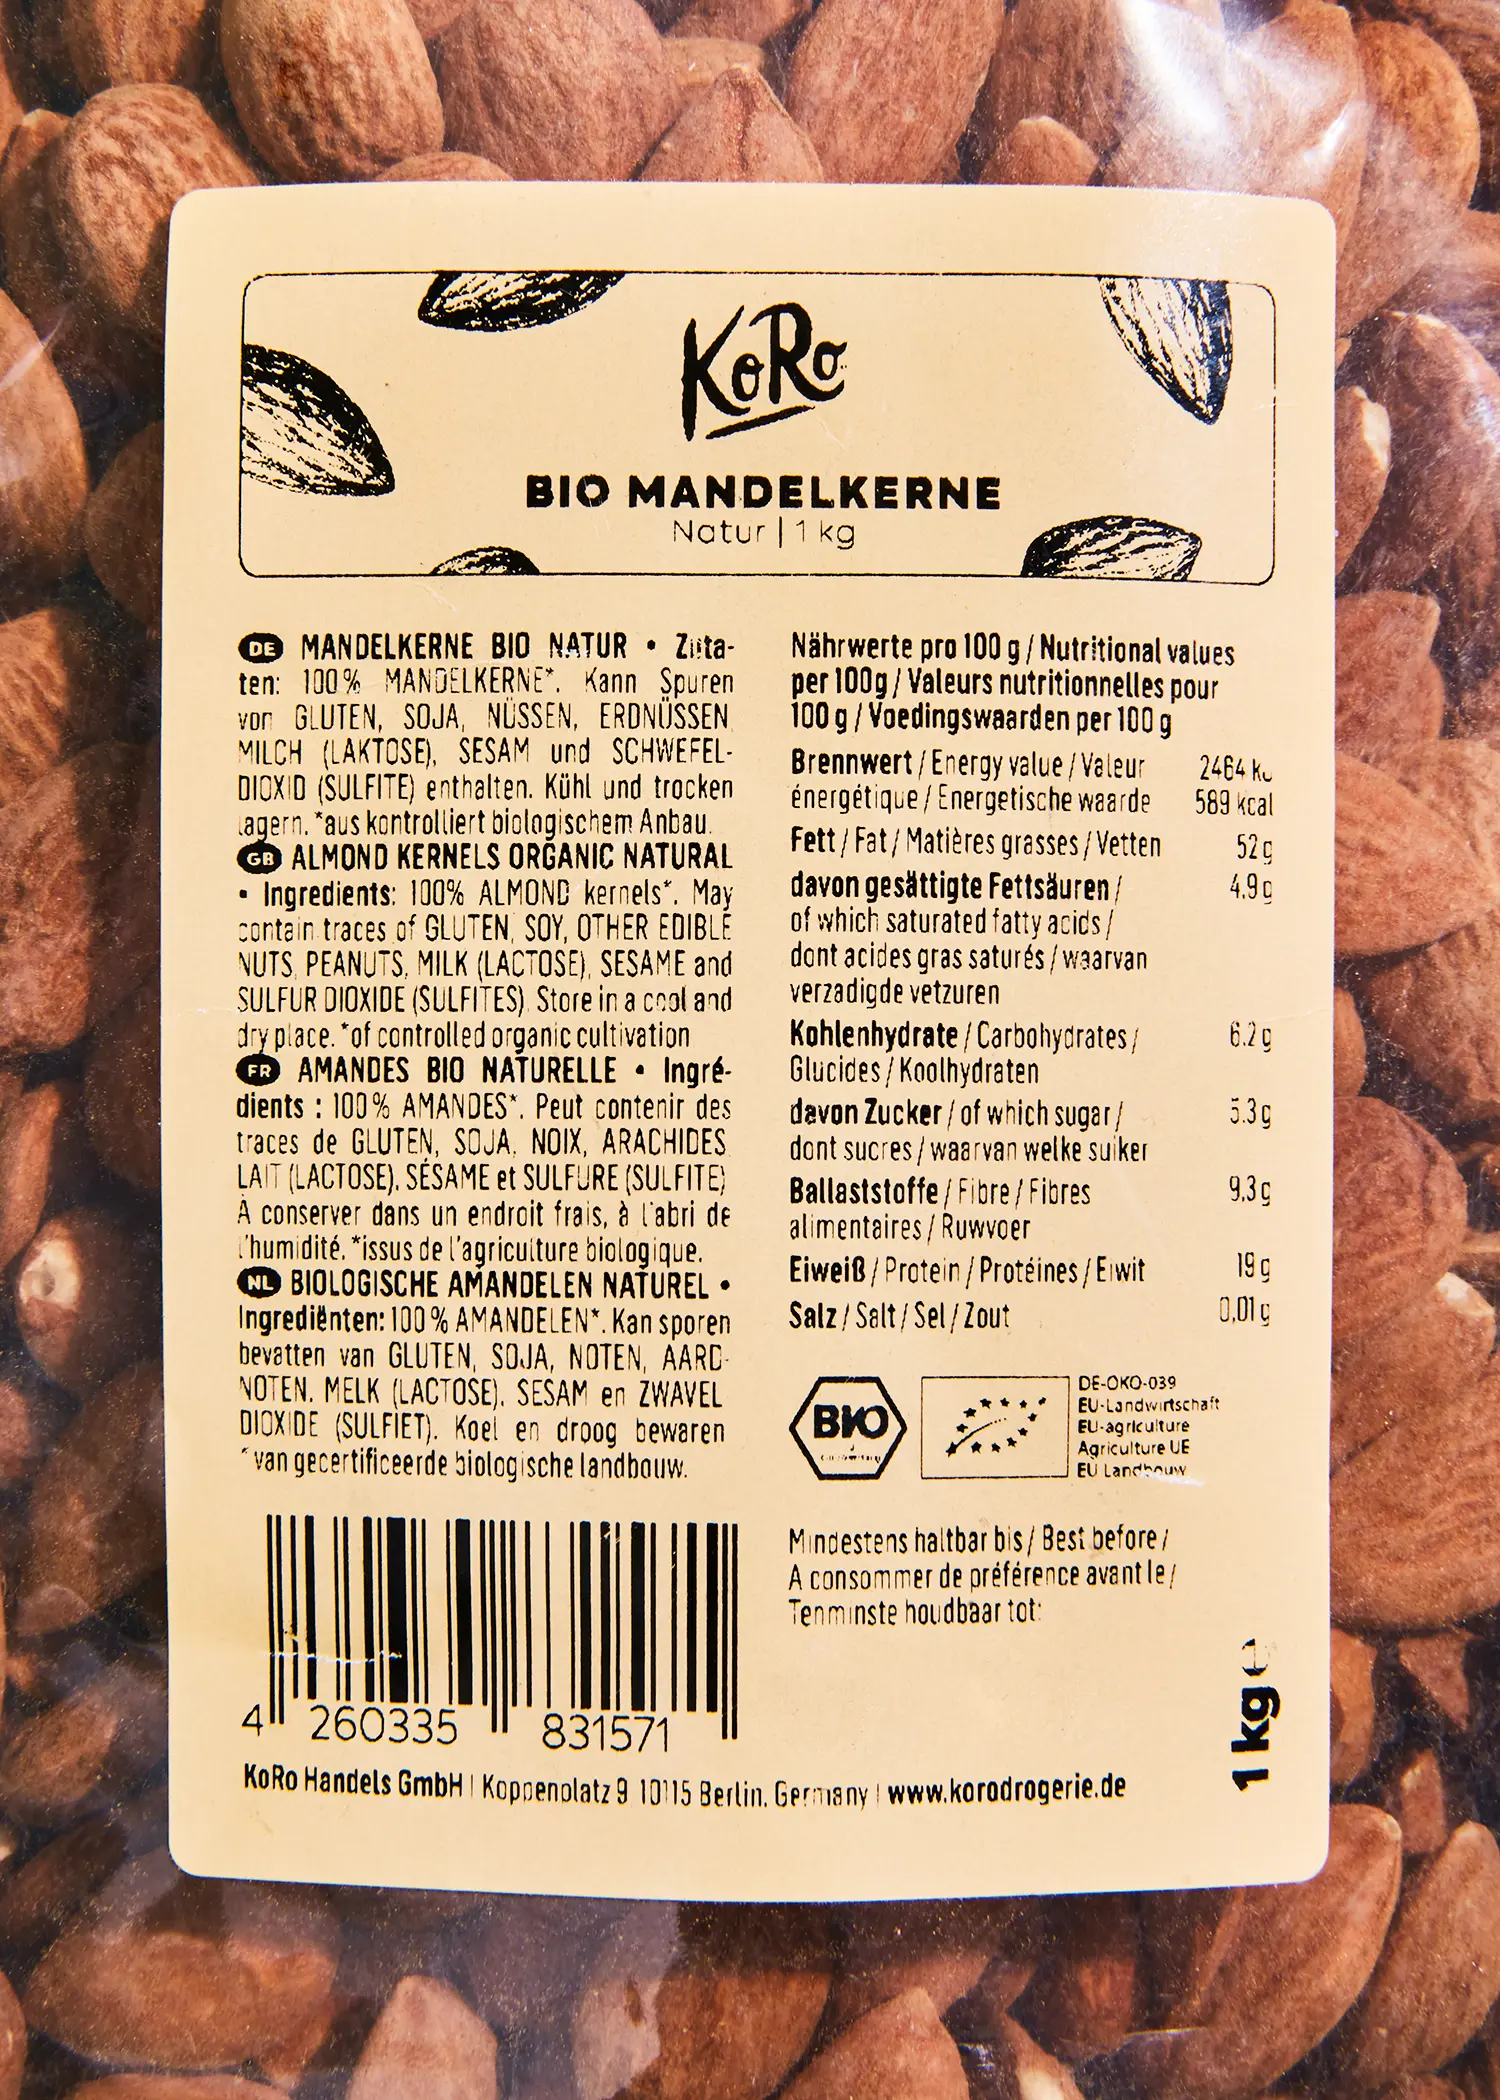 KoRo
BIO MANDELKERNE
Natur | 1 kg
DE MANDELKERNE BIO NATUR • Zuta-
ten: 100% MANDELKERNE*. Kann Spuren
von GLUTEN, SOJA, NÜSSEN, ERDNÜSSEN
MILCH (LAKTOSE), SESAM und SCHWEFEL-
DIOXID (SULFITE) enthalten. Kühl und trocken
lagern. *aus kontrolliert biologischem Anbau.
GB ALMOND KERNELS ORGANIC NATURAL
• Ingredients: 100% ALMOND kernels*. May
contain traces of GLUTEN, SOY, OTHER EDIBLE
NUTS, PEANUTS, MILK (LACTOSE), SESAME and
SULFUR DIOXIDE (SULFITES). Store in a cool and
dry place. *of controlled organic cultivation
FR AMANDES BIO NATURELLE • Ingré-
dients : 100% AMANDES*. Peut contenir des
traces de GLUTEN, SOJA, NOIX, ARACHIDES
LAIT (LACTOSE), SÉSAME et SULFURE (SULFITE)
À conserver dans un endroit frais, à l'abri de
l'humidité. *issus de l'agriculture biologique.
NL BIOLOGISCHE AMANDELEN NATUREL •
Ingrediënten: 100% AMANDELEN*. Kan sporen
bevatten van GLUTEN, SOJA, NOTEN, AARD-
NOTEN, MELK (LACTOSE), SESAM en ZWAVEL
DIOXIDE (SULFIET). Koel en droog bewaren
*van gecertificeerde biologische landbouw.
4 260335 831571
Nährwerte pro 100 g / Nutritional values
per 100g / Valeurs nutritionnelles pour
100 g / Voedingswaarden per 100 g
Brennwert / Energy value / Valeur 2464 kJ
énergétique / Energetische waarde 589 kcal
Fett / Fat / Matières grasses / Vetten 52 g
davon gesättigte Fettsäuren / 4.9 g
of which saturated fatty acids /
dont acides gras saturés / waarvan
verzadigde vetzuren
Kohlenhydrate / Carbohydrates / 6.2 g
Glucides / Koolhydraten
davon Zucker / of which sugar / 5.3 g
dont sucres / waarvan welke suiker
Ballaststoffe / Fibre / Fibres 9,3 g
alimentaires / Ruwvoer
Eiweiß / Protein / Protéines / Eiwit 19 g
Salz / Salt / Sel / Zout 0,01 g
BIO
DE-ÖKO-039
EU-Landwirtschaft
EU-agriculture
Agriculture UE
EU Landbouw
Mindestens haltbar bis / Best before /
A consommer de préférence avant le /
Tenminste houdbaar tot:
1 kg e
KoRo Handels GmbH | Koppenplatz 9 10115 Berlin, Germany | www.korodrogerie.de